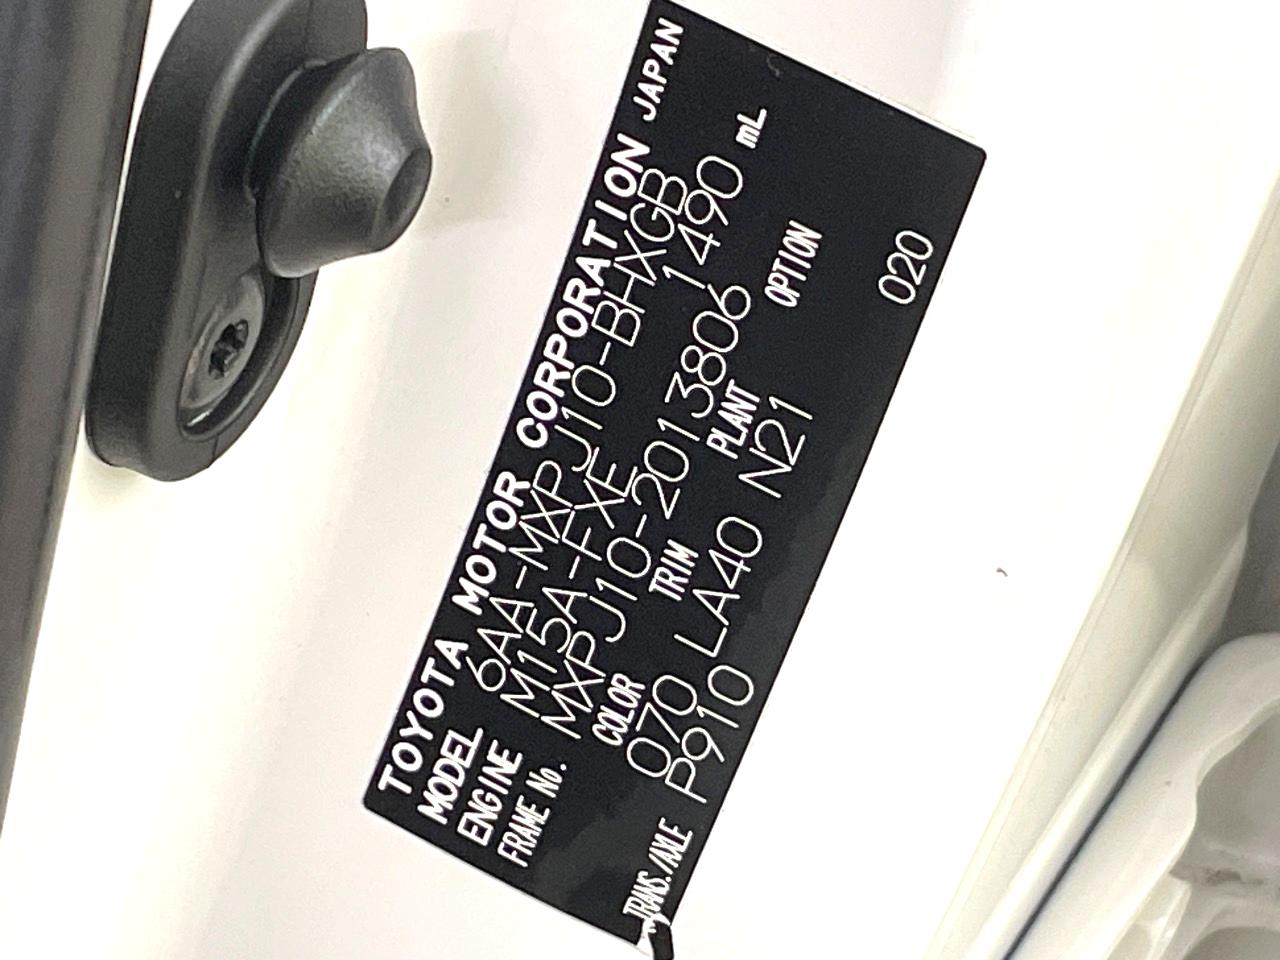 TOYOTA MOTOR CORPORATION JAPAN
MODEL 6AA-MXPJ10-BHXGB
ENGINE M15A-FXE 1490 mL
FRAME No. MXPJ10-2013806
COLOR TRIM PLANT OPTION
070 LA40 N21
TRANS./AXLE P910 020